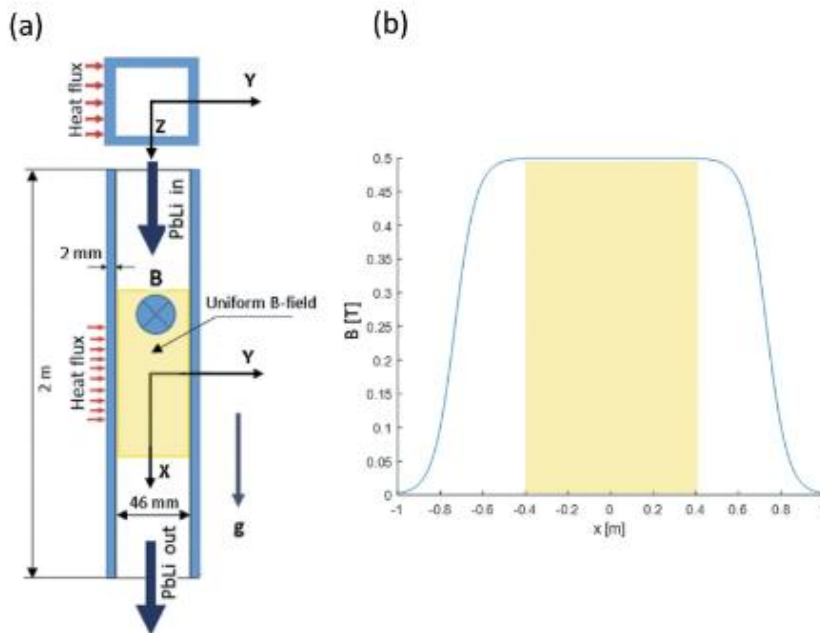 (a)
(b)
Heat flux
Y
Z
PbLi in
2 mm
B
Uniform B-field
Heat flux
Y
2 m
X
46 mm
g
PbLi out
0.5
0.45
0.4
0.35
0.3
0.25
0.2
0.15
0.1
0.05
0
B [T]
-1 -0.8 -0.6 -0.4 -0.2 0 0.2 0.4 0.6 0.8 1
x [m]